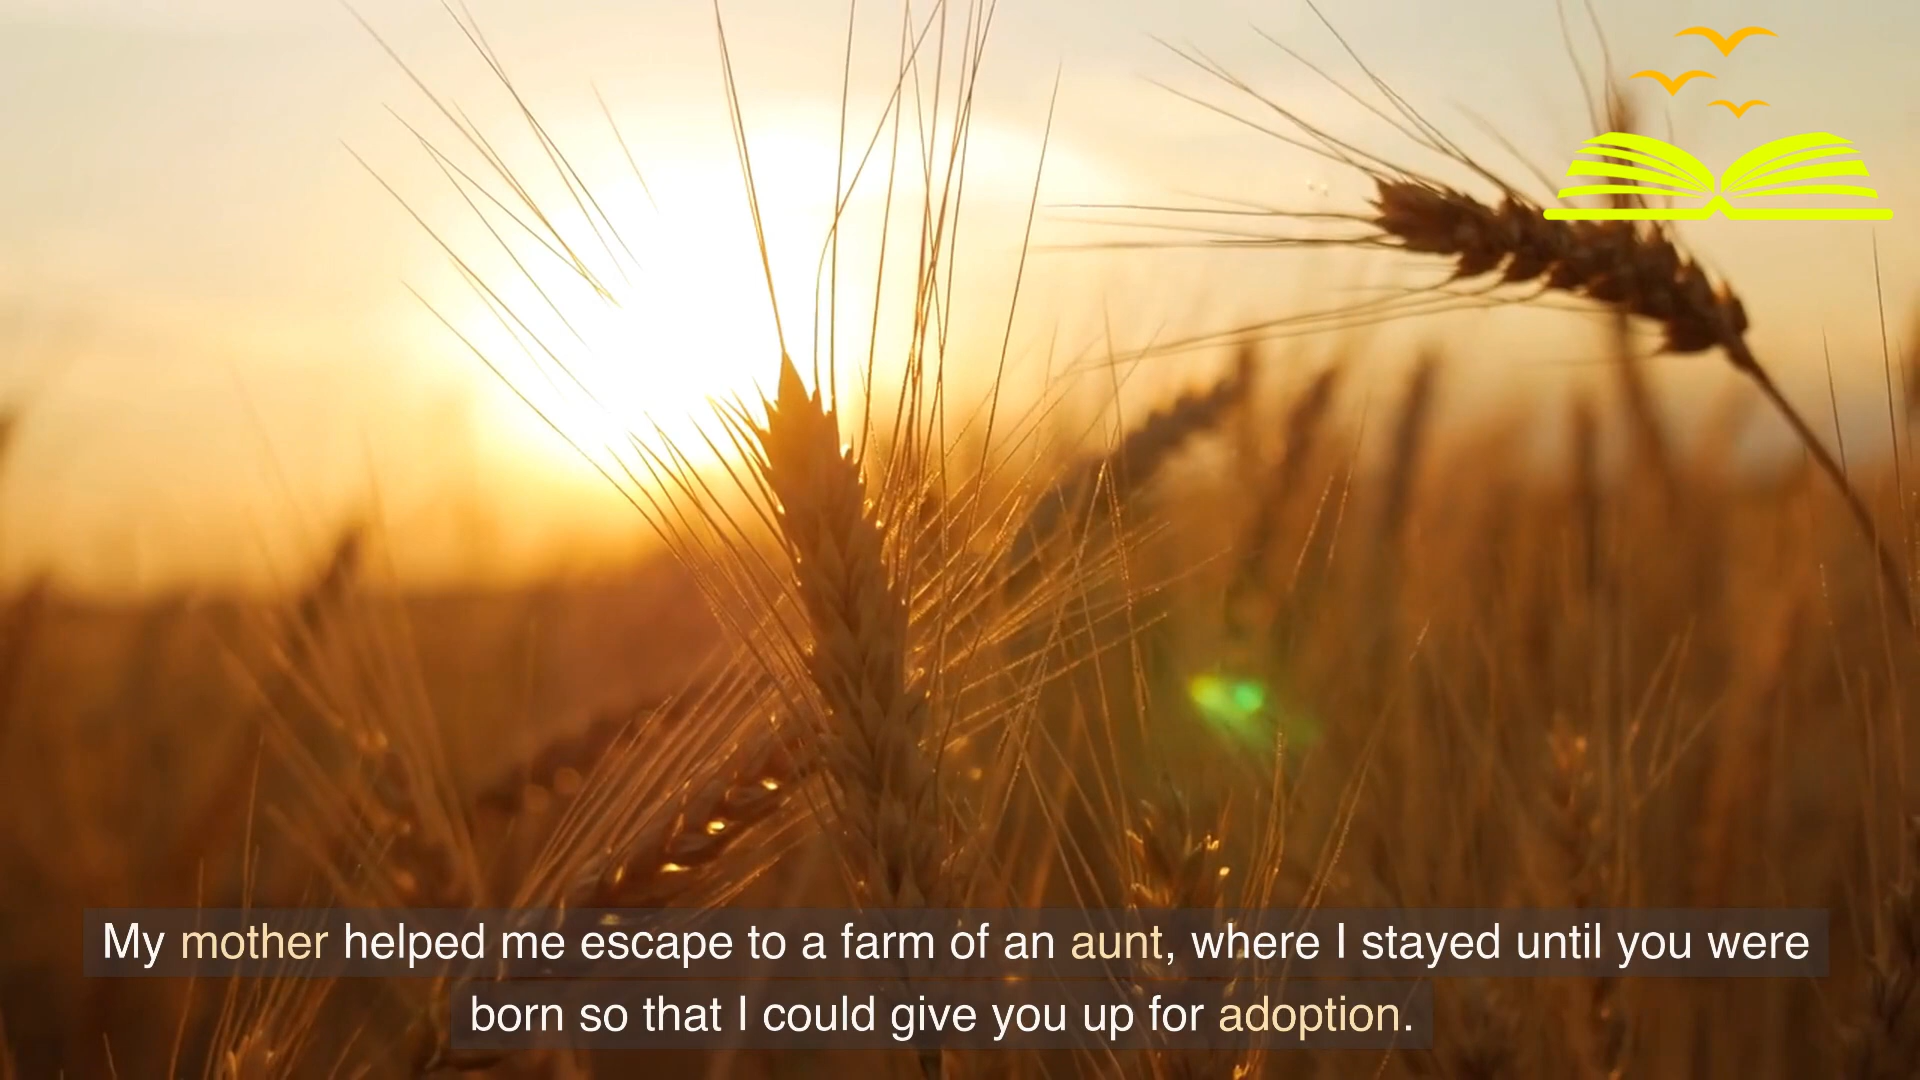 My mother helped me escape to a farm of an aunt, where I stayed until you were
born so that I could give you up for adoption.